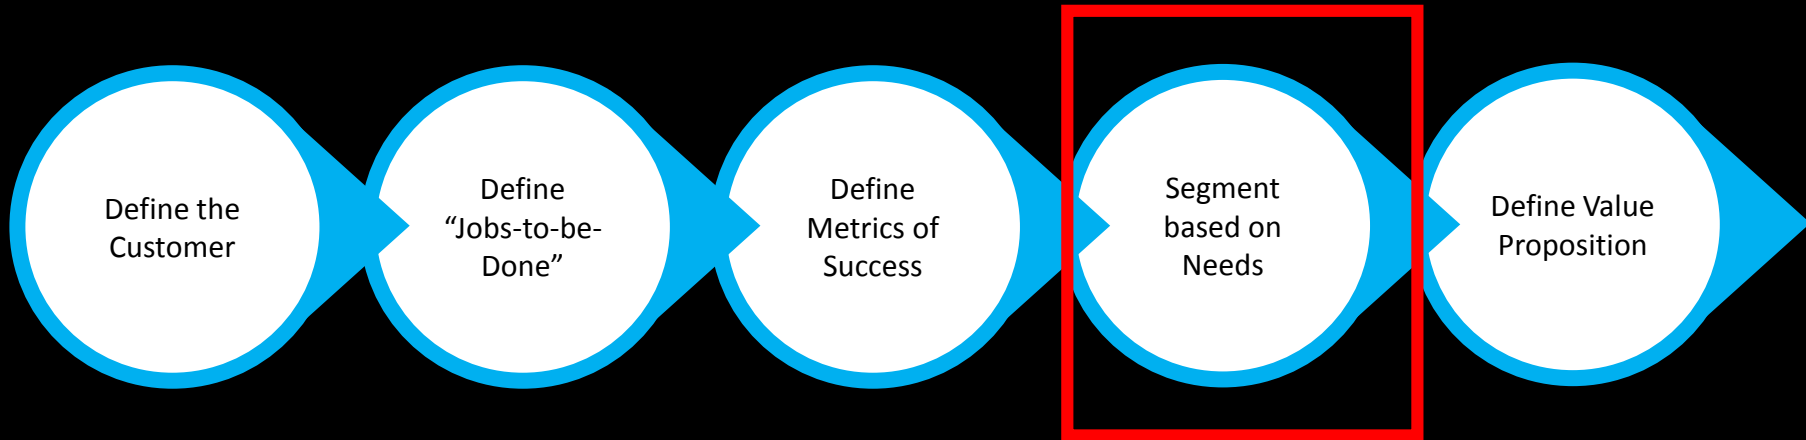 Define the
Customer
Define
“Jobs-to-be-
Done”
Define
Metrics of
Success
Segment
based on
Needs
Define Value
Proposition